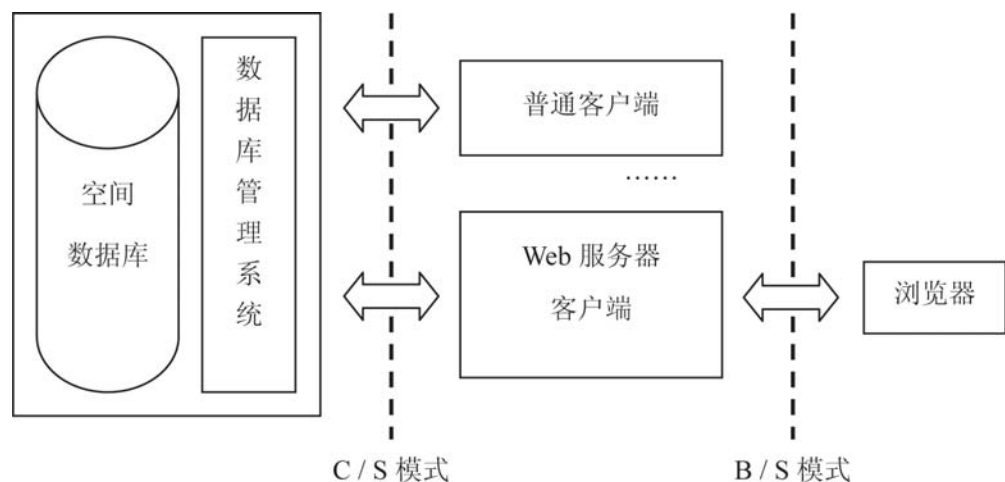 空间
数据库
数据库管理系统
普通客户端
……
Web 服务器
客户端
浏览器
C / S 模式
B / S 模式